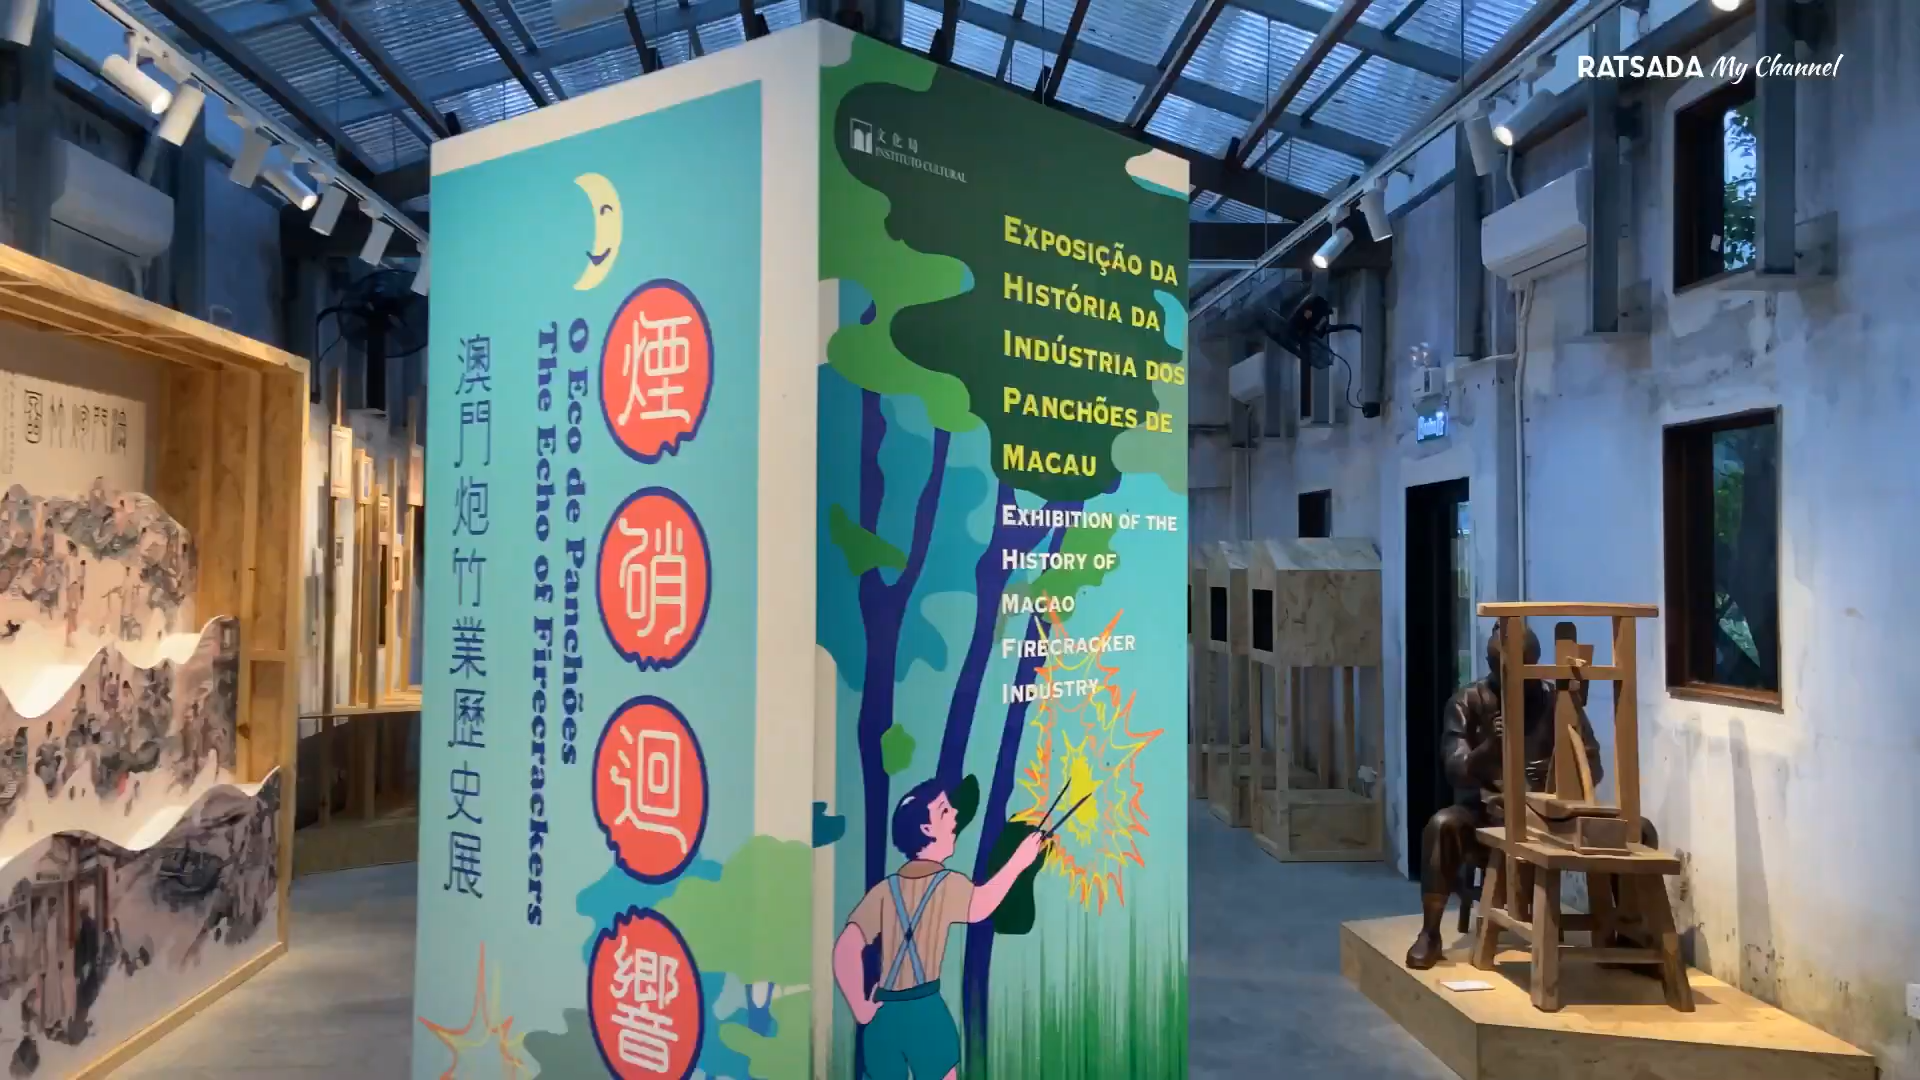 RATSADA My Channel
文化局
INSTITUTO CULTURAL
煙硝迴響
O Eco de Panchões
The Echo of Firecrackers
澳門炮竹業歷史展
EXPOSIÇÃO DA
HISTÓRIA DA
INDÚSTRIA DOS
PANCHÕES DE
MACAU
EXHIBITION OF THE
HISTORY OF
MACAO
FIRECRACKER
INDUSTRY